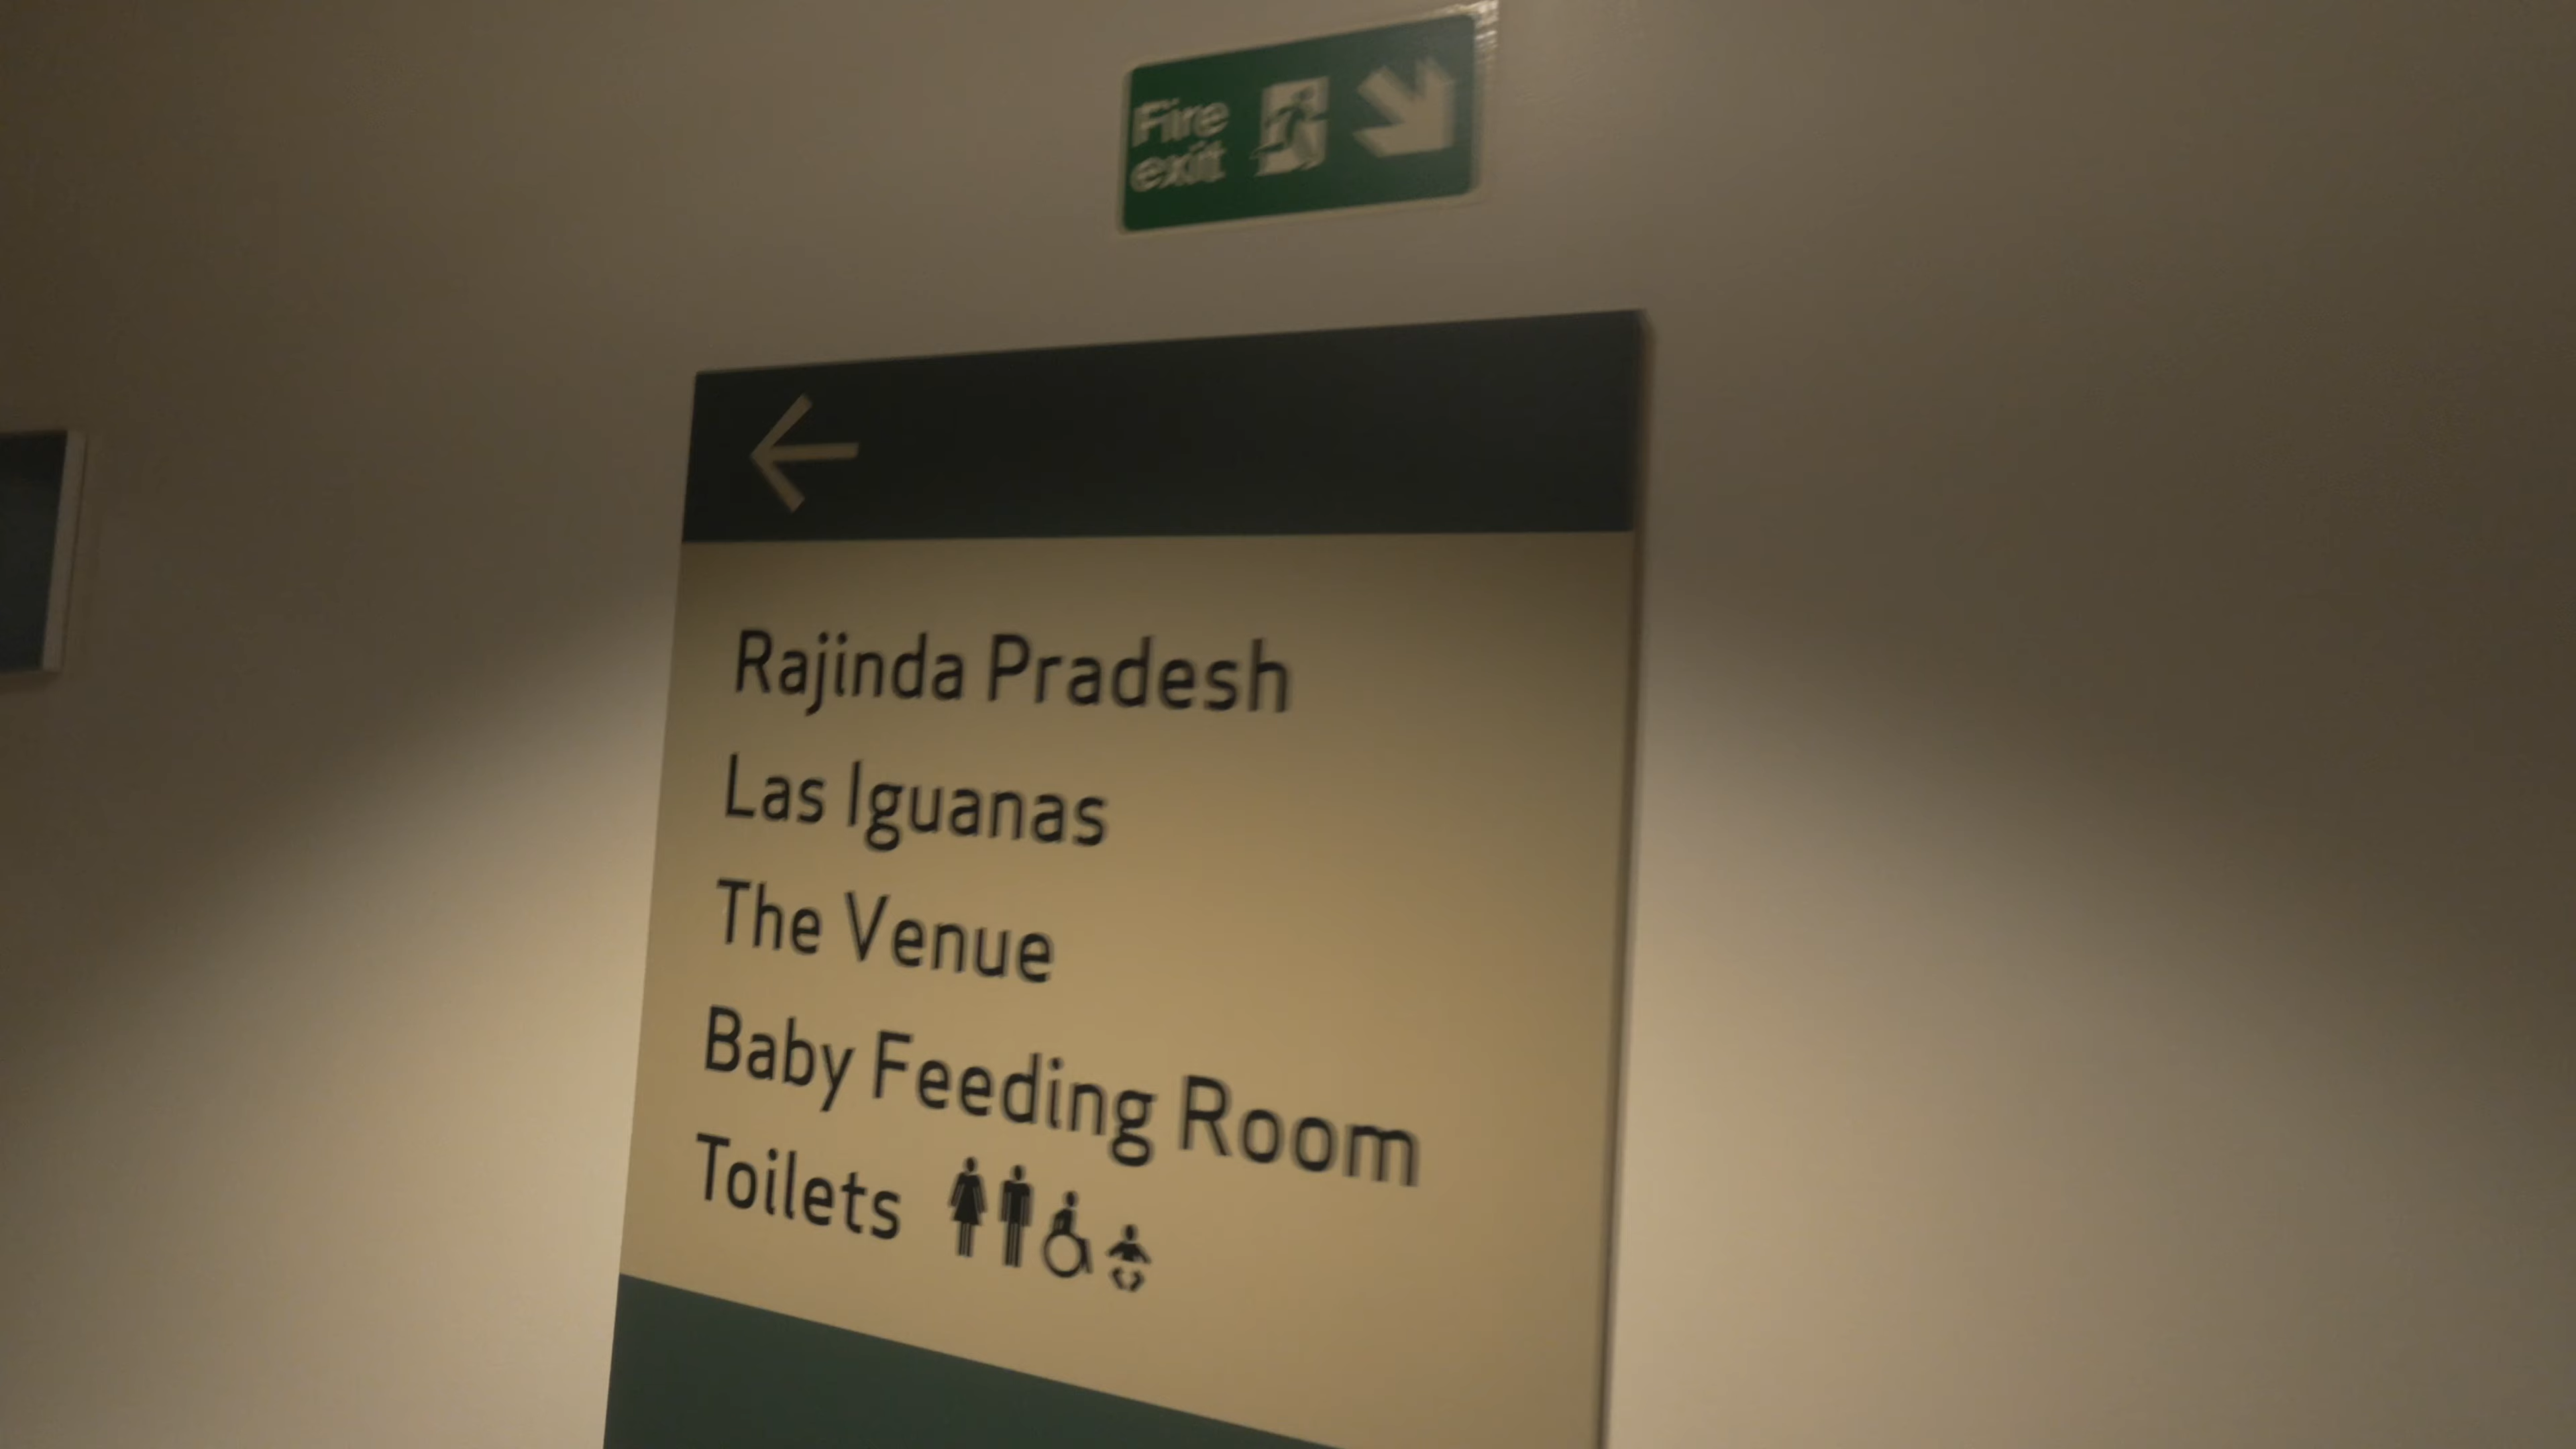 Fire
exit
Rajinda Pradesh
Las Iguanas
The Venue
Baby Feeding Room
Toilets